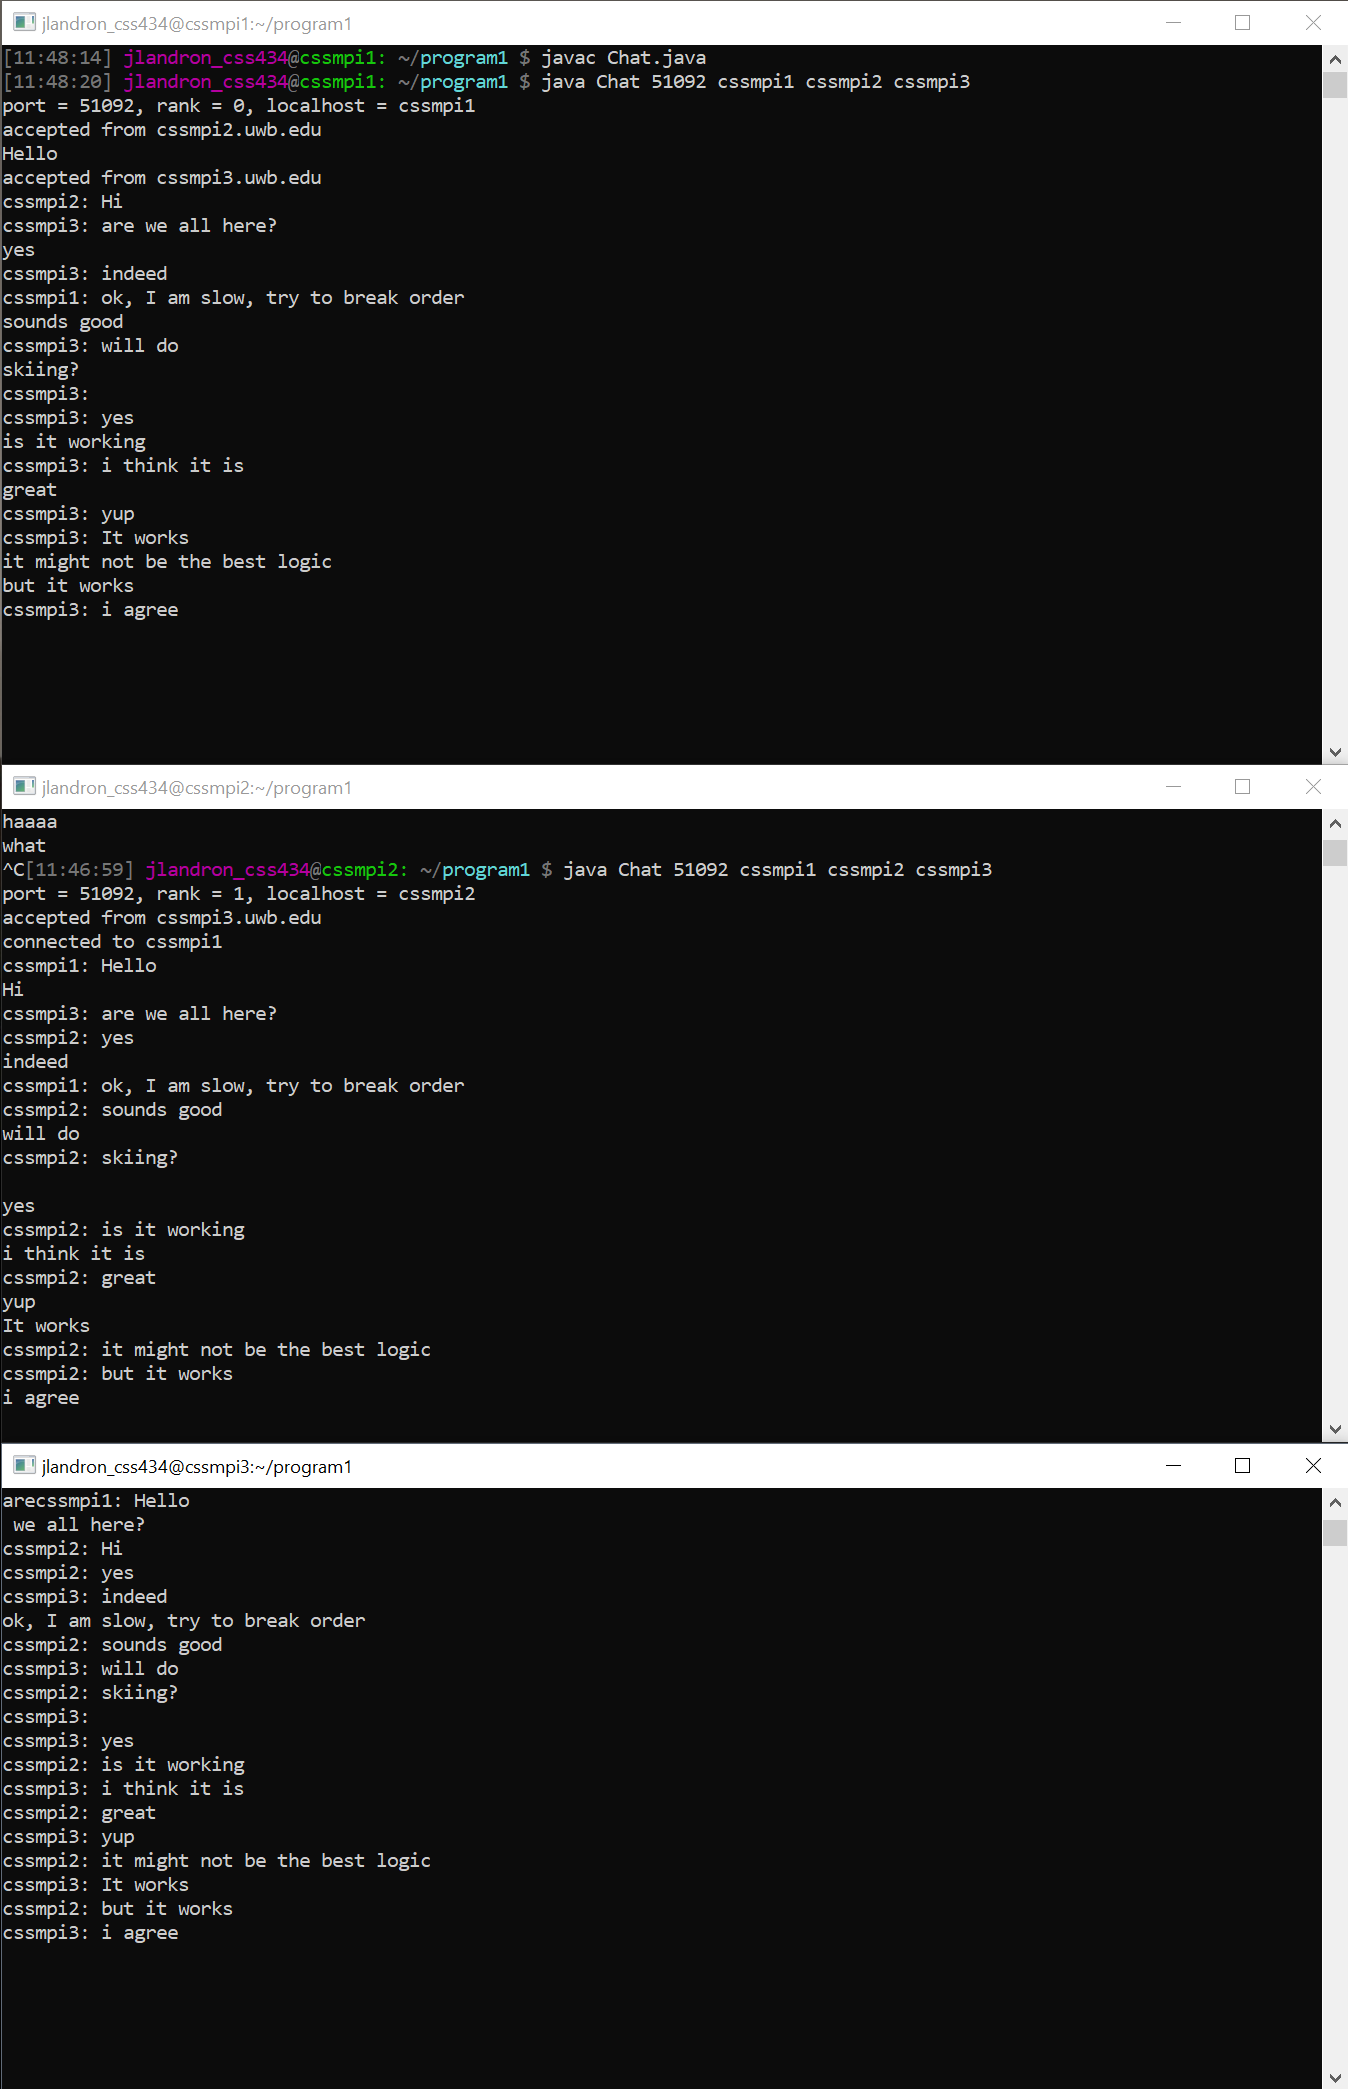 jlandron_css434@cssmpi1:~/program1
[11:48:14] jlandron_css434@cssmpi1: ~/program1 $ javac Chat.java
[11:48:20] jlandron_css434@cssmpi1: ~/program1 $ java Chat 51092 cssmpi1 cssmpi2 cssmpi3
port = 51092, rank = 0, localhost = cssmpi1
accepted from cssmpi2.uwb.edu
Hello
accepted from cssmpi3.uwb.edu
cssmpi2: Hi
cssmpi3: are we all here?
yes
cssmpi3: indeed
cssmpi1: ok, I am slow, try to break order
sounds good
cssmpi3: will do
skiing?
cssmpi3:
cssmpi3: yes
is it working
cssmpi3: i think it is
great
cssmpi3: yup
cssmpi3: It works
it might not be the best logic
but it works
cssmpi3: i agree
jlandron_css434@cssmpi2:~/program1
haaaa
what
^C[11:46:59] jlandron_css434@cssmpi2: ~/program1 $ java Chat 51092 cssmpi1 cssmpi2 cssmpi3
port = 51092, rank = 1, localhost = cssmpi2
accepted from cssmpi3.uwb.edu
connected to cssmpi1
cssmpi1: Hello
Hi
cssmpi3: are we all here?
cssmpi2: yes
indeed
cssmpi1: ok, I am slow, try to break order
cssmpi2: sounds good
will do
cssmpi2: skiing?
yes
cssmpi2: is it working
i think it is
cssmpi2: great
yup
It works
cssmpi2: it might not be the best logic
cssmpi2: but it works
i agree
jlandron_css434@cssmpi3:~/program1
arecssmpi1: Hello
we all here?
cssmpi2: Hi
cssmpi2: yes
cssmpi3: indeed
ok, I am slow, try to break order
cssmpi2: sounds good
cssmpi3: will do
cssmpi2: skiing?
cssmpi3:
cssmpi3: yes
cssmpi2: is it working
cssmpi3: i think it is
cssmpi2: great
cssmpi3: yup
cssmpi2: it might not be the best logic
cssmpi3: It works
cssmpi2: but it works
cssmpi3: i agree